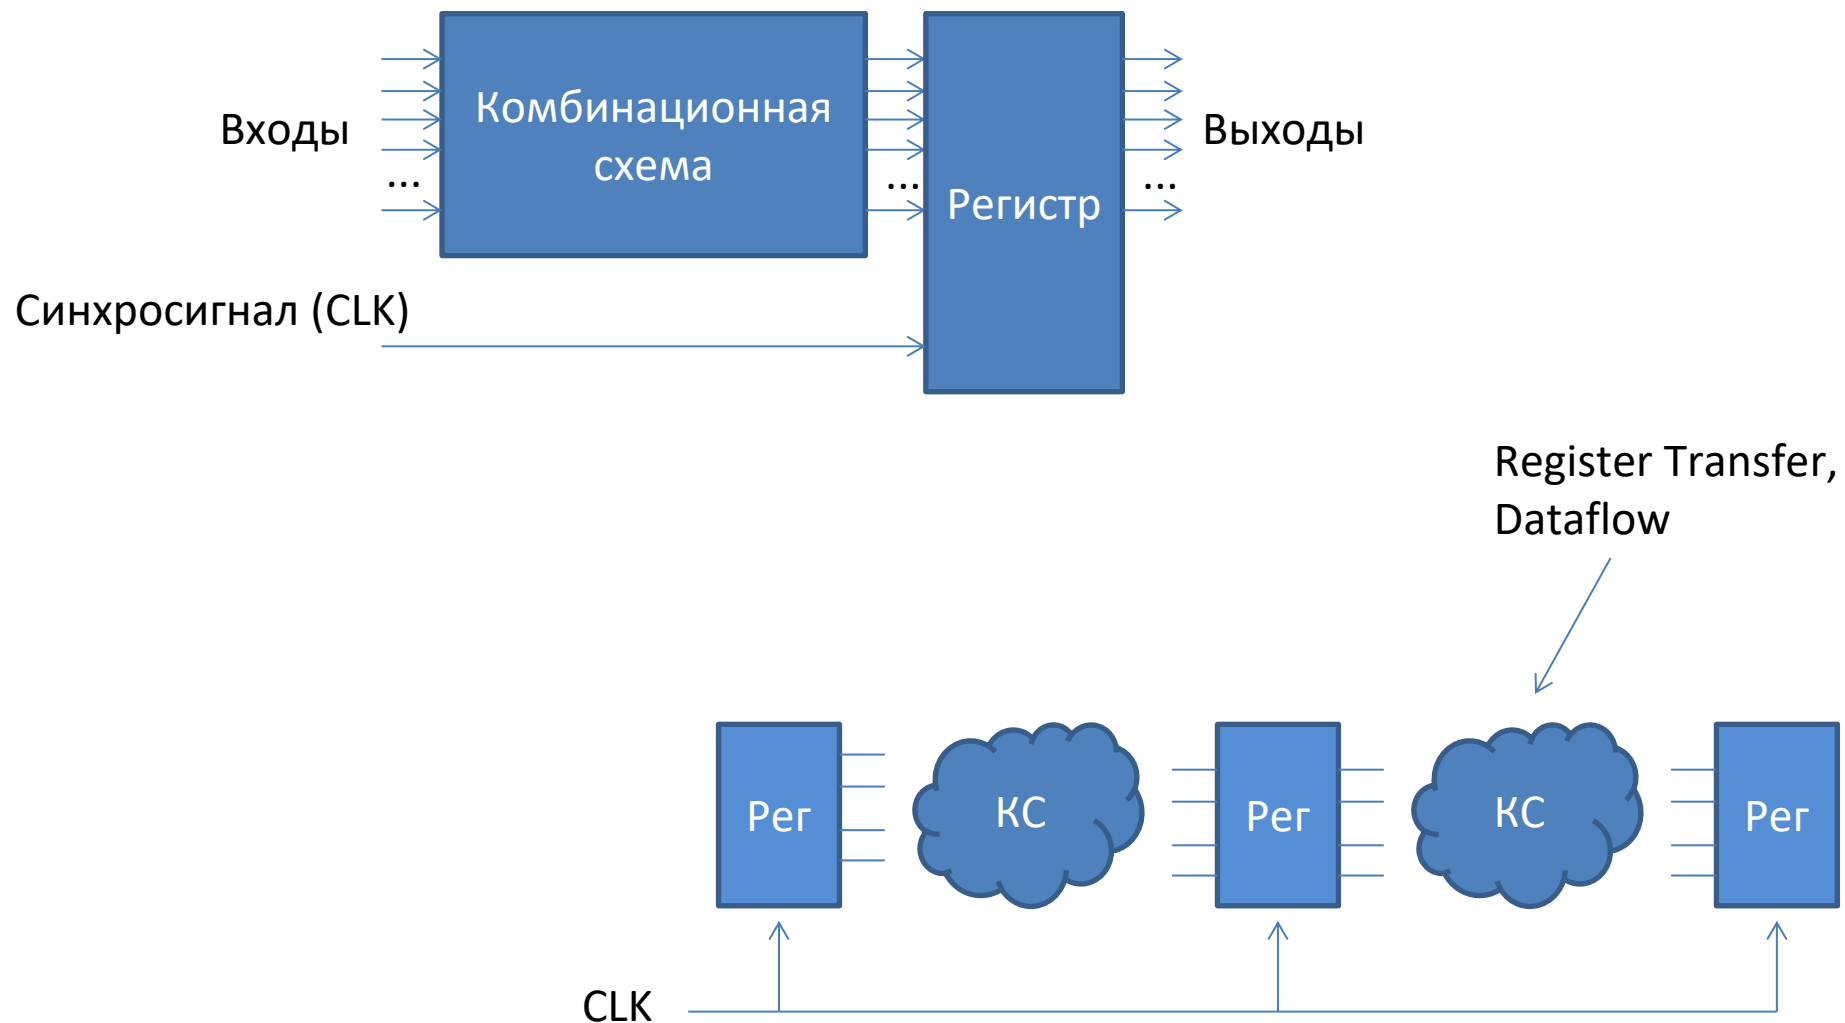 Входы
Комбинационная
схема
Регистр
Выходы
...
...
...
Синхросигнал (CLK)
Register Transfer,
Dataflow
Рег
КС
Рег
КС
Рег
CLK